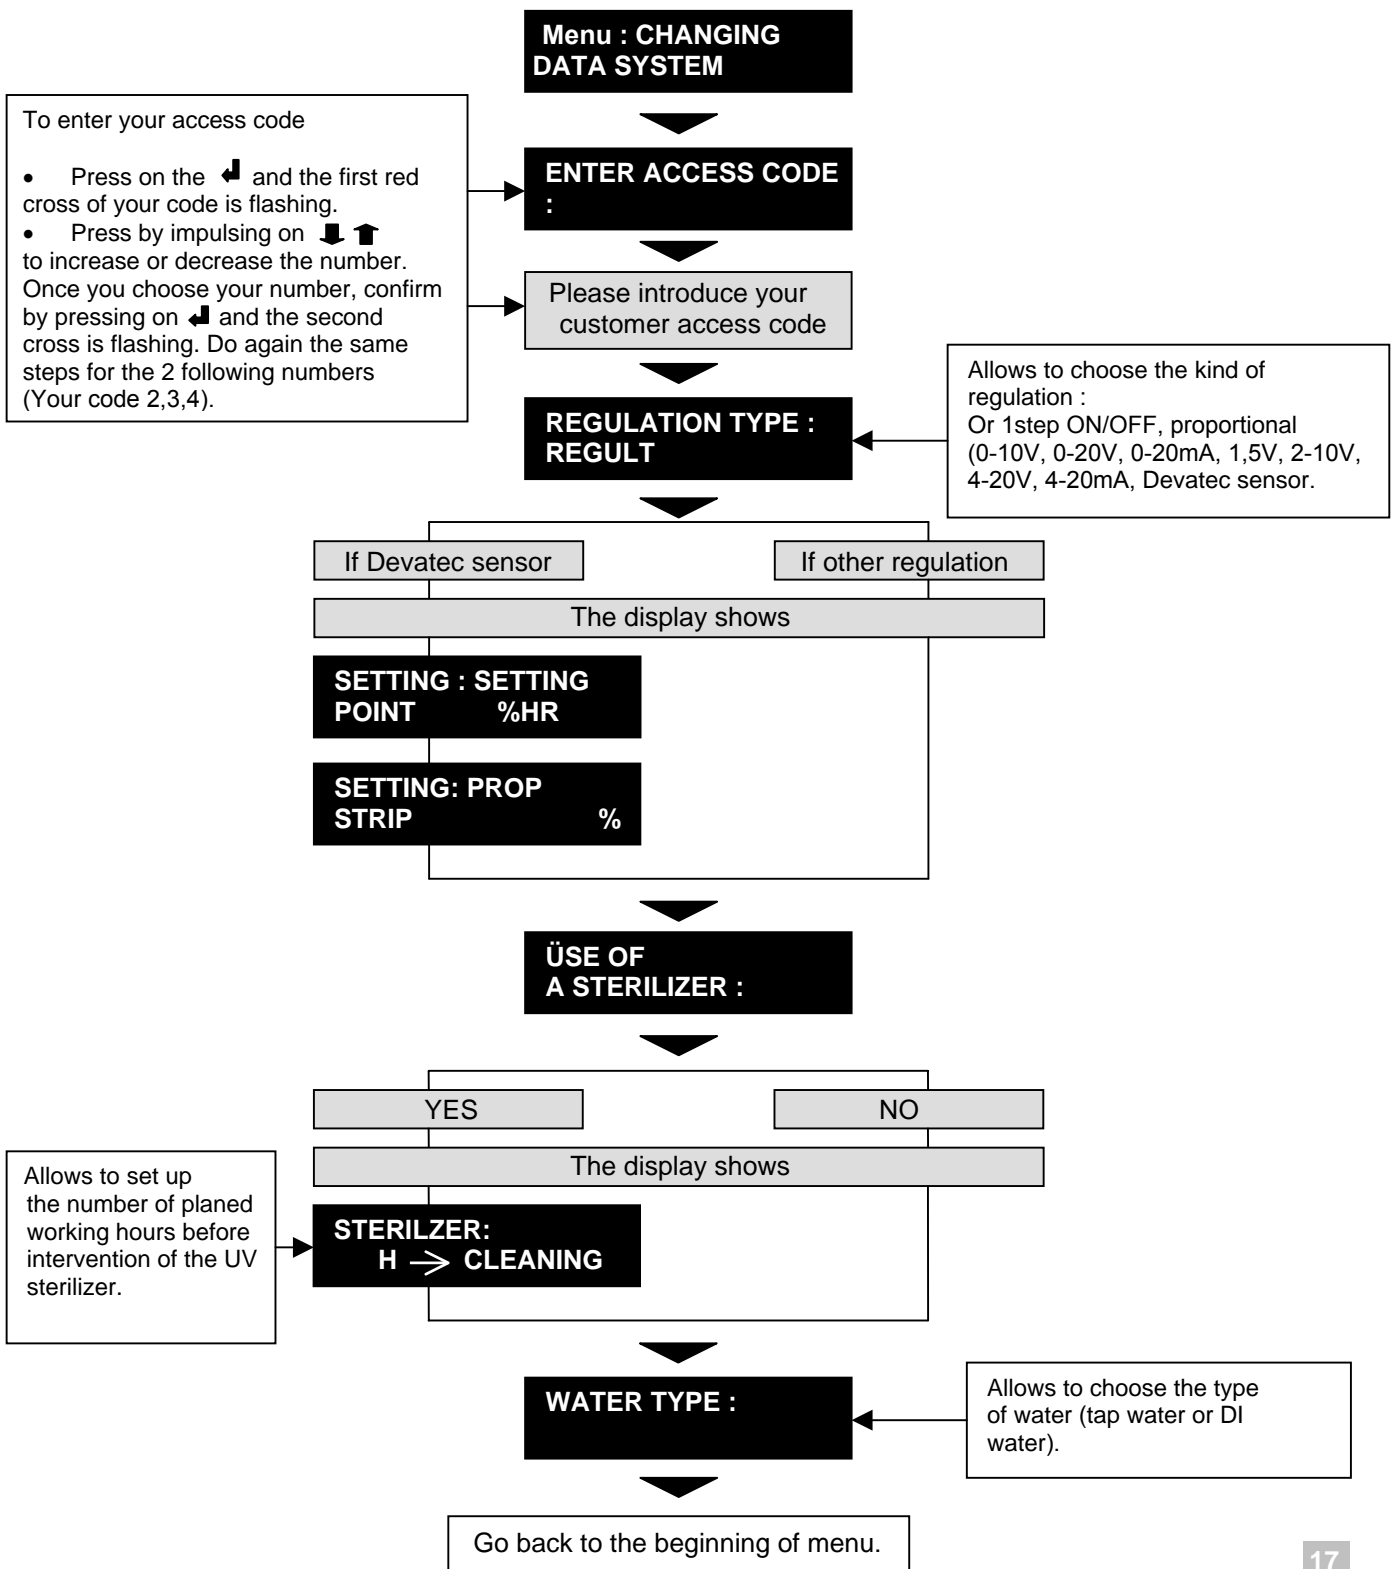 Menu : CHANGING
DATA SYSTEM
To enter your access code
• Press on the ↵ and the first red
cross of your code is flashing.
• Press by impulsing on ⬇ ⬆
to increase or decrease the number.
Once you choose your number, confirm
by pressing on ↵ and the second
cross is flashing. Do again the same
steps for the 2 following numbers
(Your code 2,3,4).
ENTER ACCESS CODE
:
Please introduce your
customer access code
REGULATION TYPE :
REGULT
Allows to choose the kind of
regulation :
Or 1step ON/OFF, proportional
(0-10V, 0-20V, 0-20mA, 1,5V, 2-10V,
4-20V, 4-20mA, Devatec sensor.
If Devatec sensor
If other regulation
The display shows
SETTING : SETTING
POINT %HR
SETTING: PROP
STRIP %
ÜSE OF
A STERILIZER :
YES
NO
The display shows
Allows to set up
the number of planed
working hours before
intervention of the UV
sterilizer.
STERILZER:
H → CLEANING
WATER TYPE :
Allows to choose the type
of water (tap water or DI
water).
Go back to the beginning of menu.
17